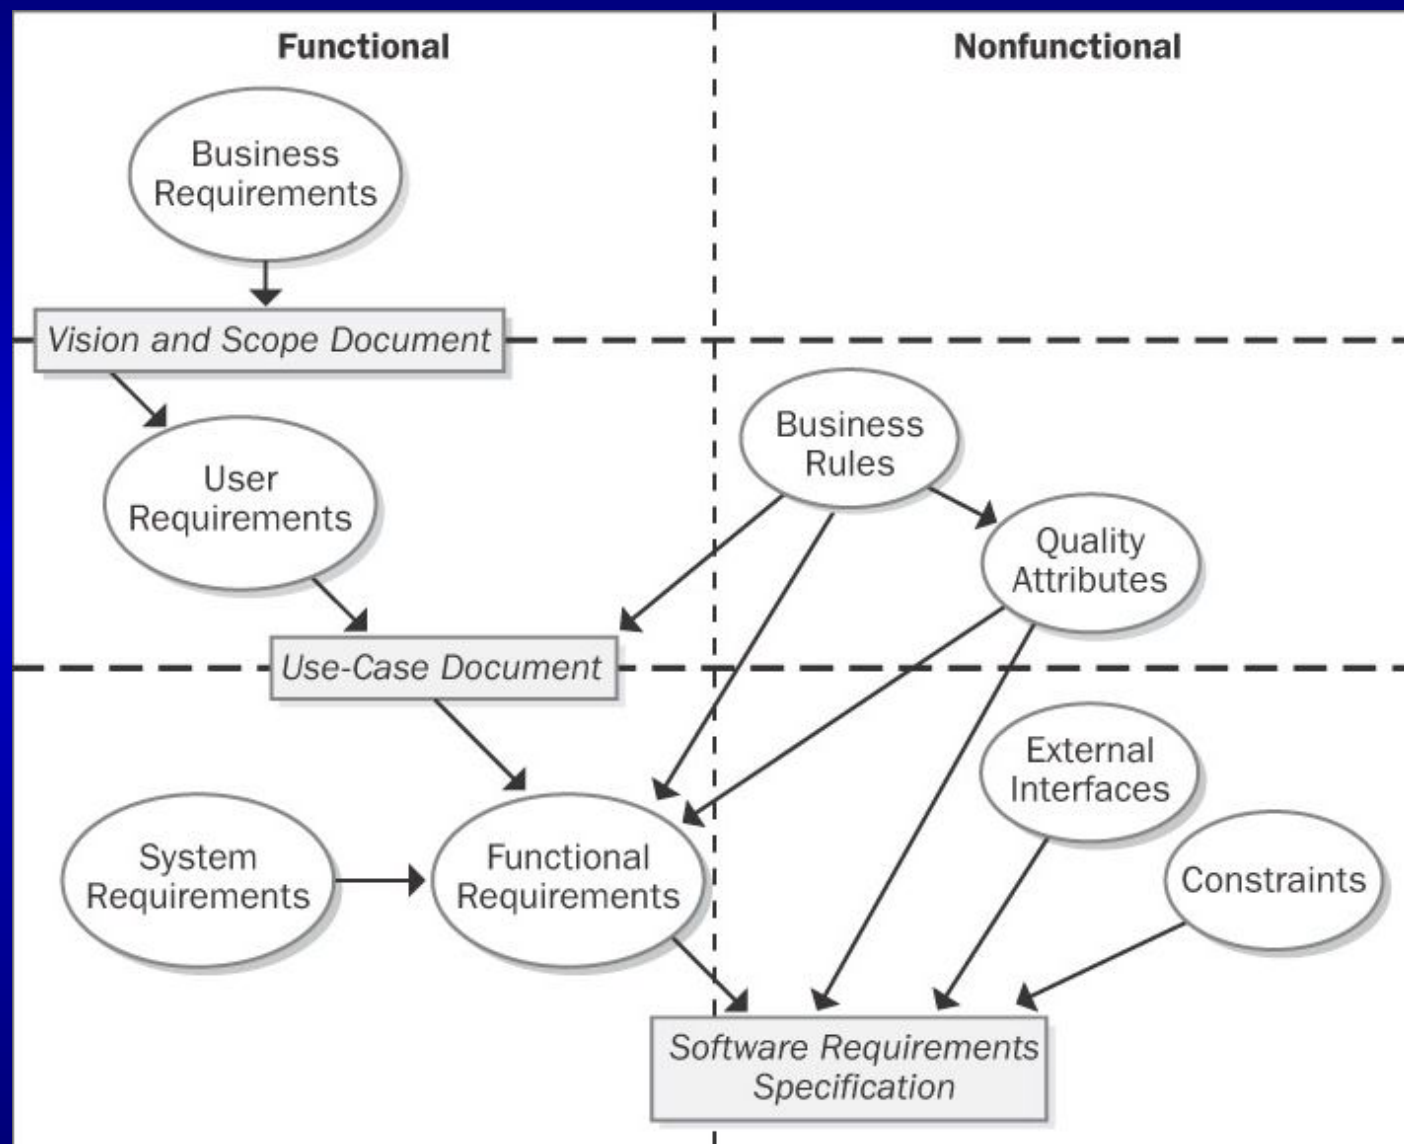 Functional
Nonfunctional
Business
Requirements
Vision and Scope Document
Business
Rules
User
Requirements
Quality
Attributes
Use-Case Document
External
Interfaces
System
Requirements
Functional
Requirements
Constraints
Software Requirements
Specification